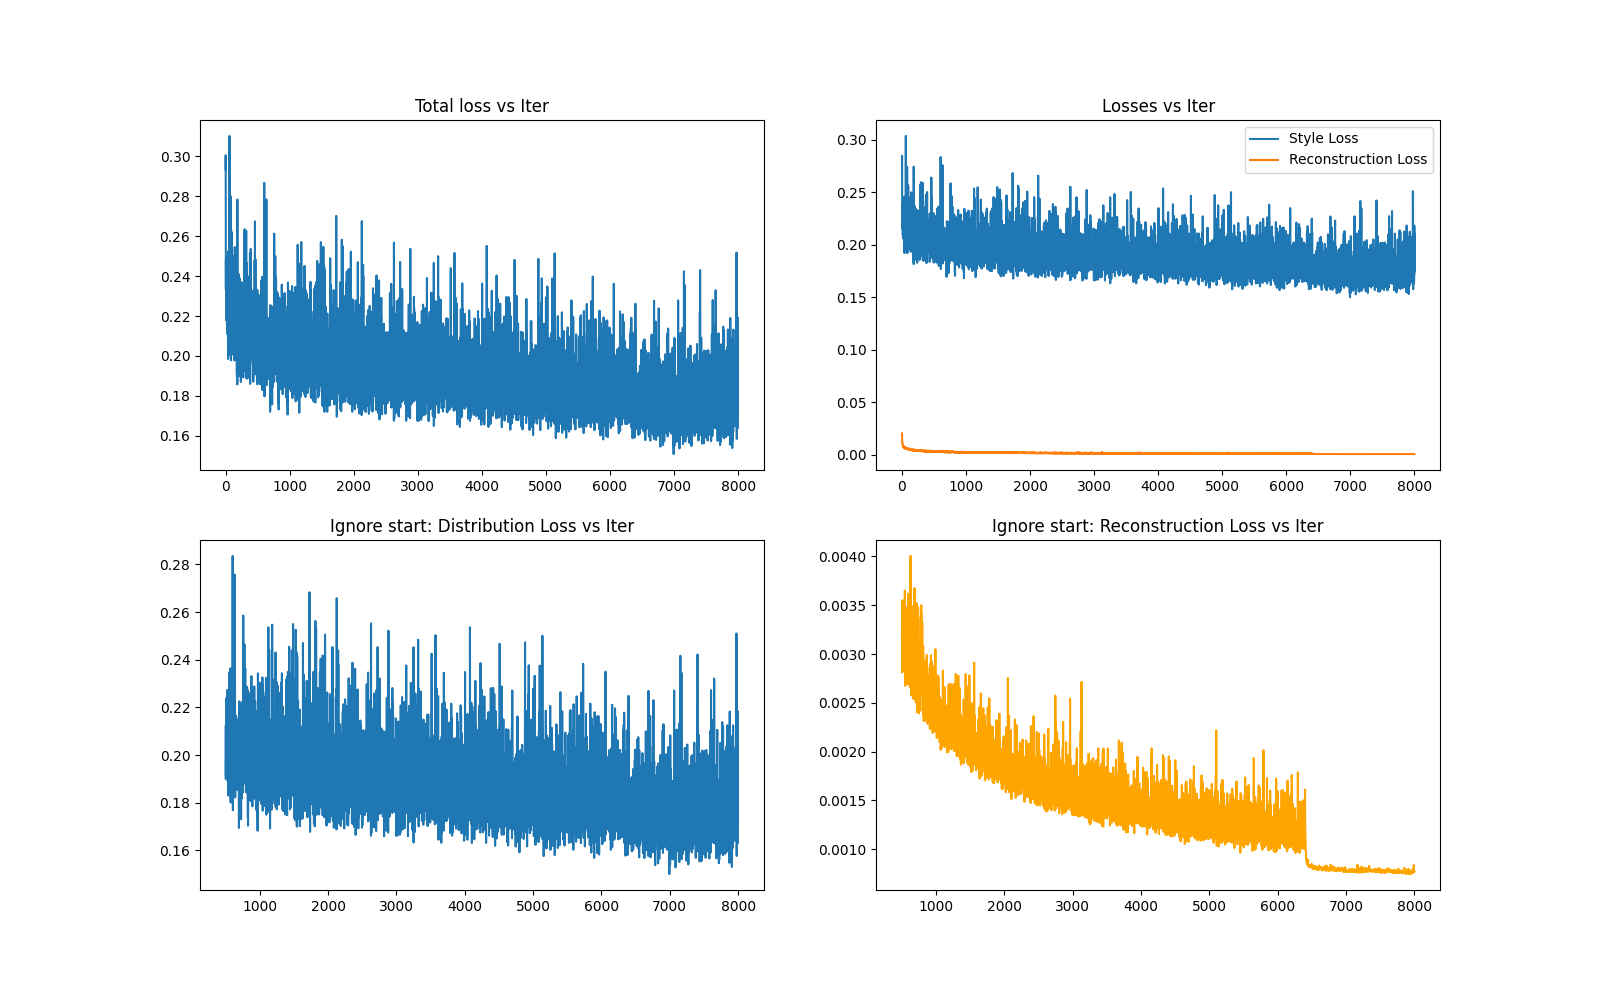 Total loss vs Iter
0.30
0.28
0.26
0.24
0.22
0.20
0.18
0.16
0 1000 2000 3000 4000 5000 6000 7000 8000
Losses vs Iter
Style Loss
Reconstruction Loss
0.30
0.25
0.20
0.15
0.10
0.05
0.00
0 1000 2000 3000 4000 5000 6000 7000 8000
Ignore start: Distribution Loss vs Iter
0.28
0.26
0.24
0.22
0.20
0.18
0.16
1000 2000 3000 4000 5000 6000 7000 8000
Ignore start: Reconstruction Loss vs Iter
0.0040
0.0035
0.0030
0.0025
0.0020
0.0015
0.0010
1000 2000 3000 4000 5000 6000 7000 8000